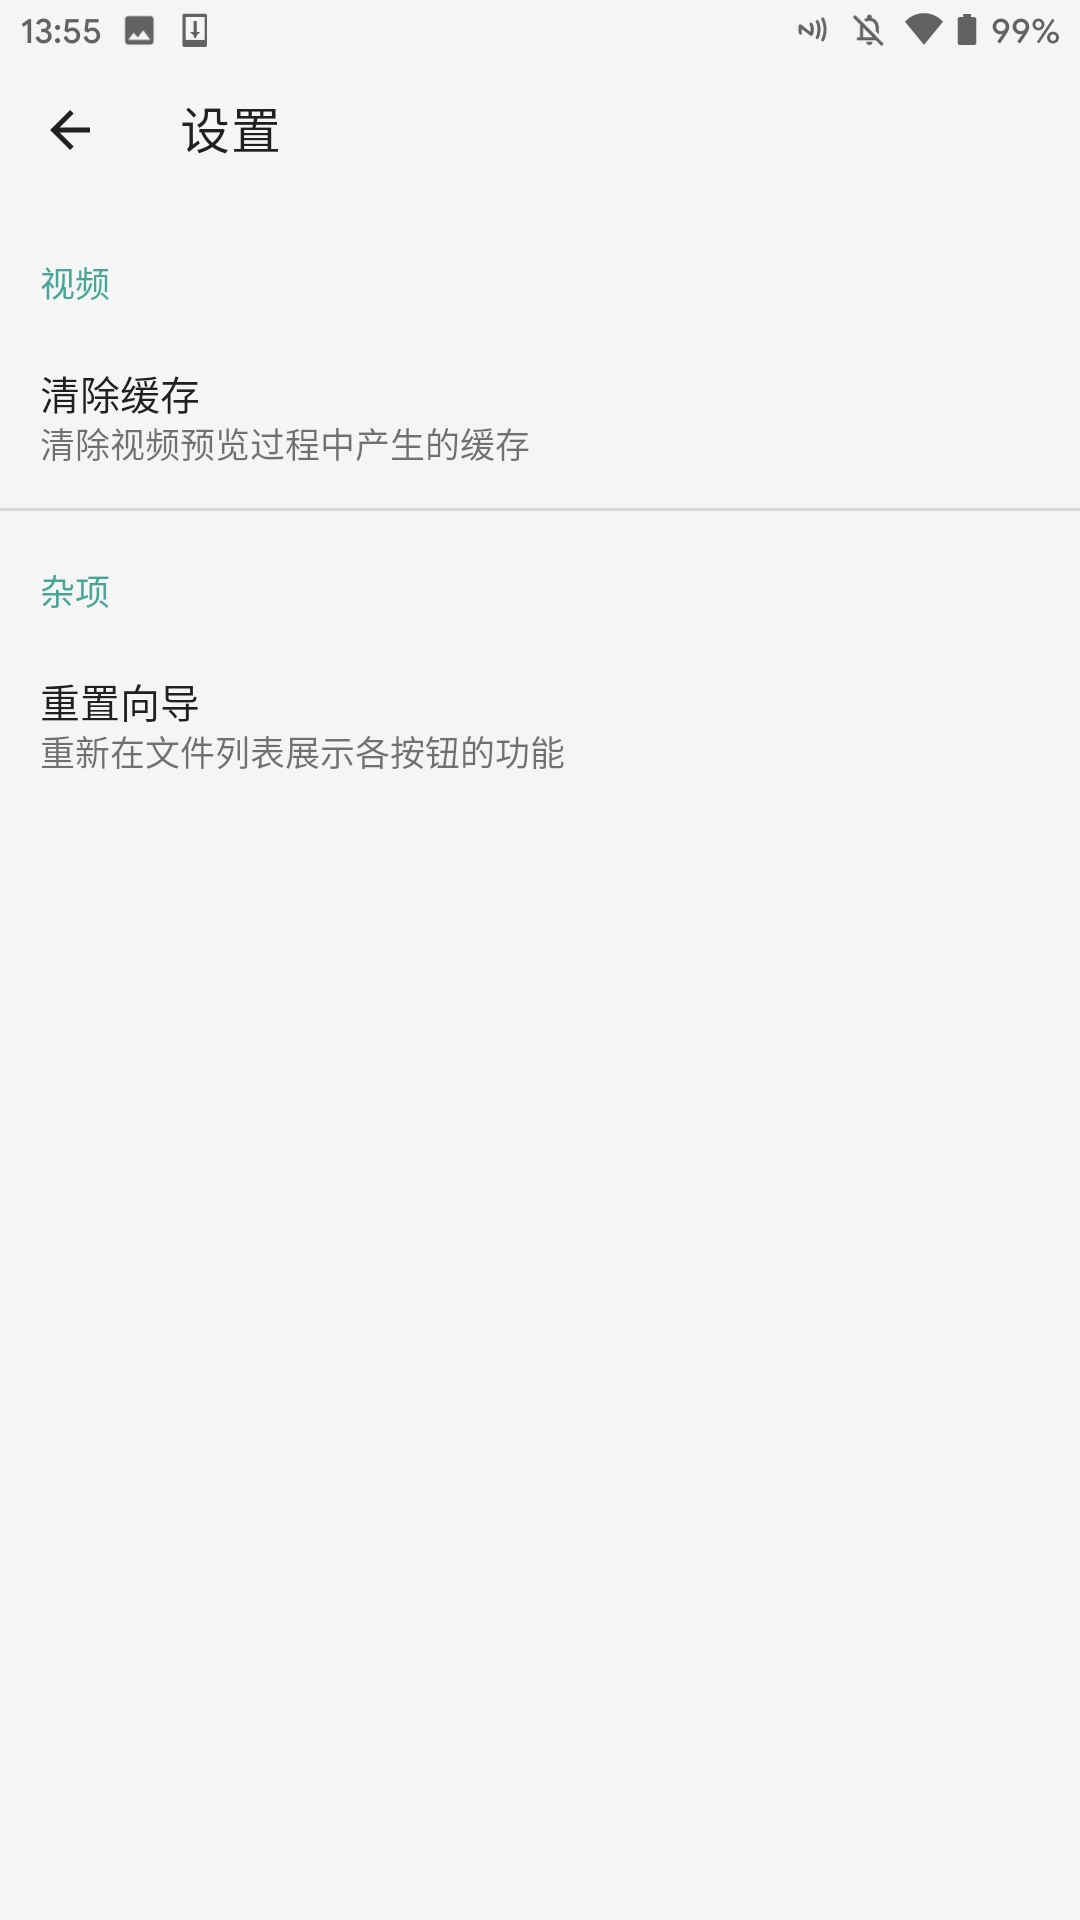 13:55 99%
设置
视频
清除缓存
清除视频预览过程中产生的缓存
杂项
重置向导
重新在文件列表展示各按钮的功能